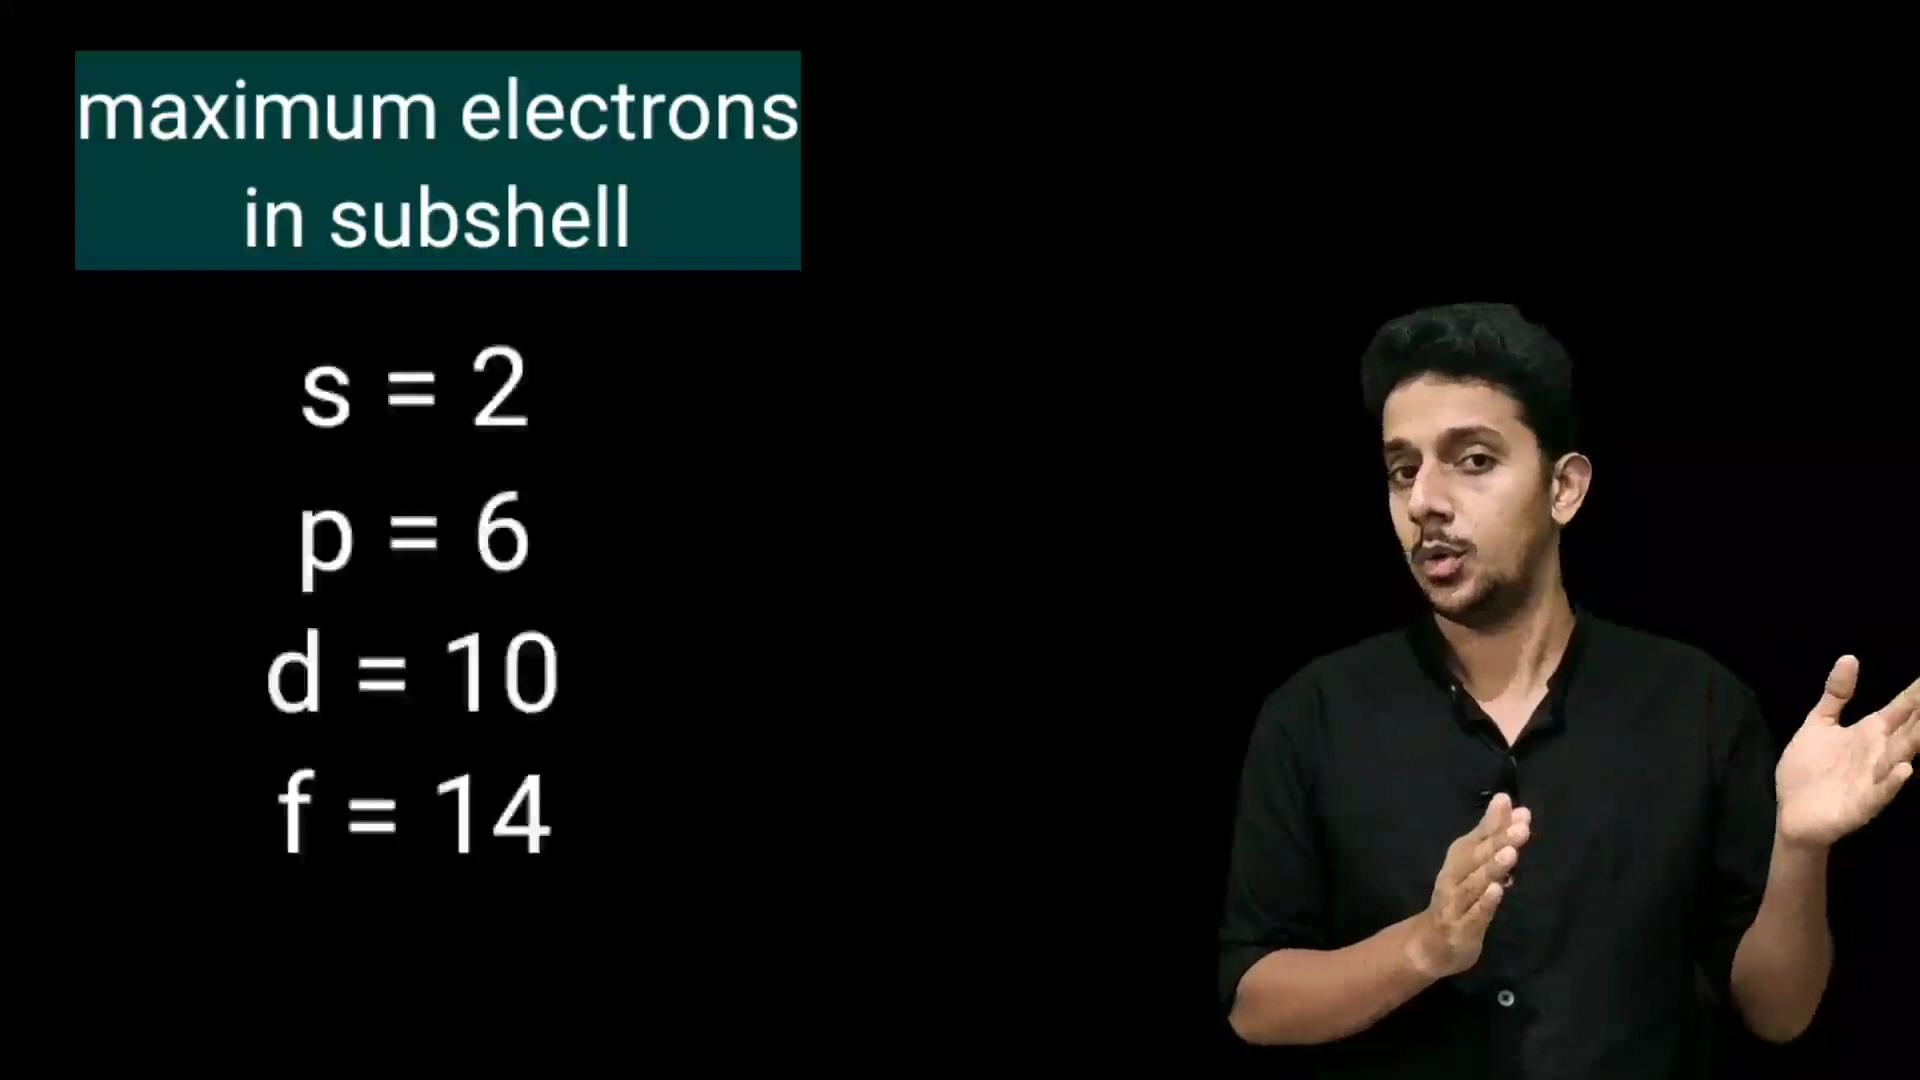 maximum electrons
in subshell
s = 2
p = 6
d = 10
f = 14